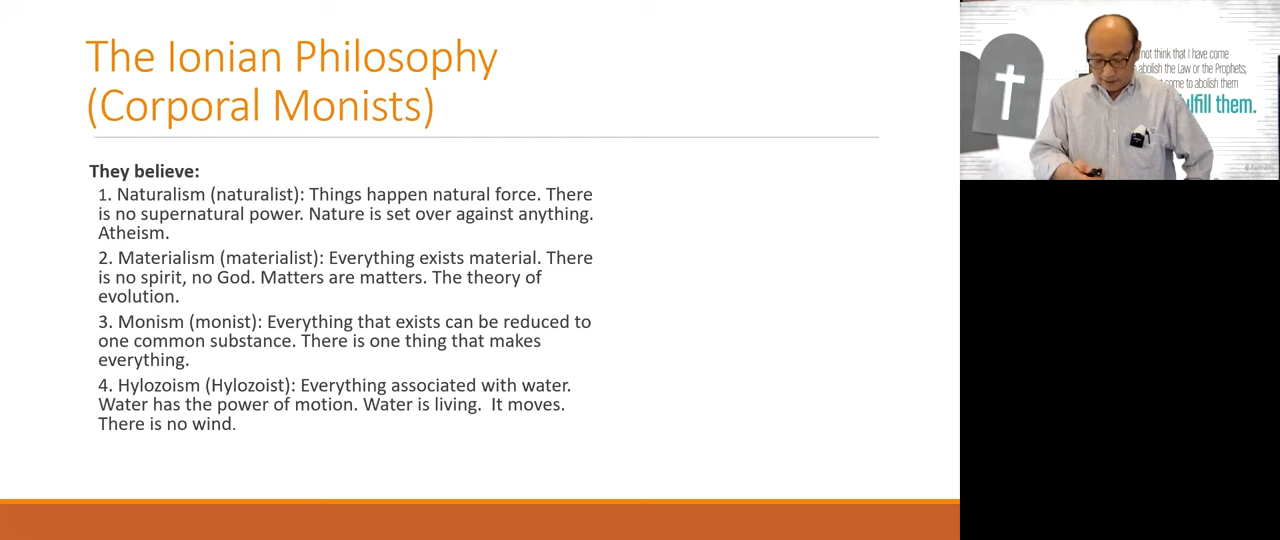 The Ionian Philosophy
(Corporal Monists)
They believe:
1. Naturalism (naturalist): Things happen natural force. There
is no supernatural power. Nature is set over against anything.
Atheism.
2. Materialism (materialist): Everything exists material. There
is no spirit, no God. Matters are matters. The theory of
evolution.
3. Monism (monist): Everything that exists can be reduced to
one common substance. There is one thing that makes
everything.
4. Hylozoism (Hylozoist): Everything associated with water.
Water has the power of motion. Water is living. It moves.
There is no wind.
not think that I have come
abolish the Law or the Prophets;
come to abolish them
ulfill them.